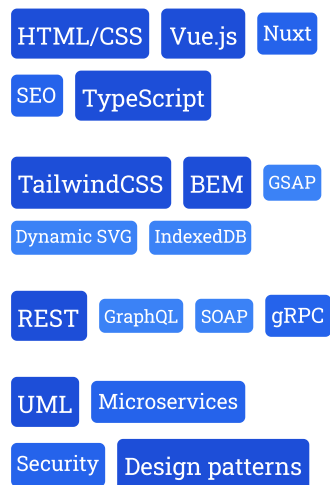 HTML/CSS Vue.js Nuxt
SEO TypeScript
TailwindCSS BEM GSAP
Dynamic SVG IndexedDB
REST GraphQL SOAP gRPC
UML Microservices
Security Design patterns